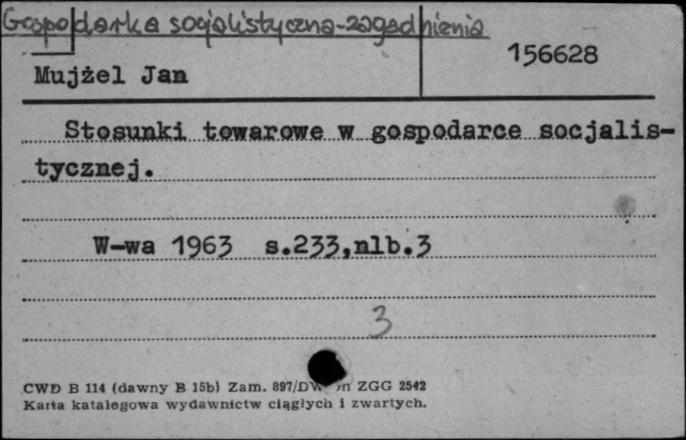 Gospodarka socjalistyczna-zagadnienia
156628
Mujżel Jan
Stosunki towarowe w gospodarce socjalis-
tycznej.
W-wa 1963 s.233,nlb.3
3
CWD B 114 (dawny B 15b) Zam. 897/DW ZGG 2542
Karta katalogowa wydawnictw ciągłych i zwartych.